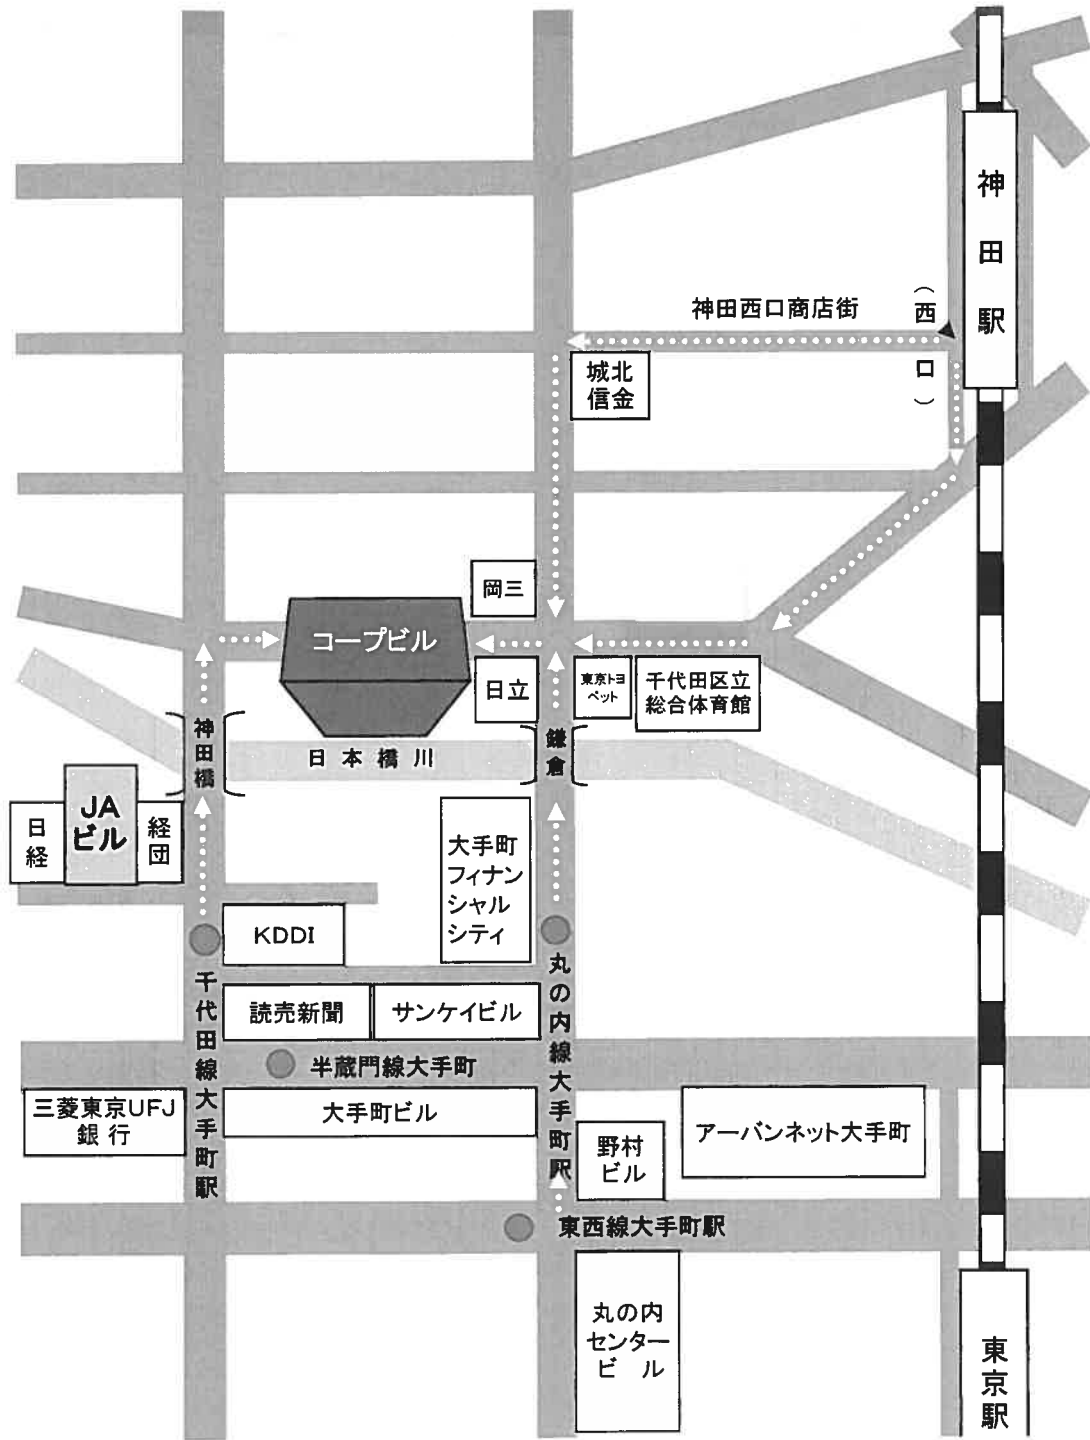 神田駅
神田西口商店街
（西口）
城北
信金
岡三
コープビル
日立
東京トヨ
ペット
千代田区立
総合体育館
神田橋
日本橋川
鎌倉
JA
ビル
日経
経団
大手町
フィナン
シャル
シティ
KDDI
千代田線大手町駅
丸の内線大手町駅
読売新聞
サンケイビル
半蔵門線大手町
三菱東京UFJ
銀行
大手町ビル
野村
ビル
アーバンネット大手町
東西線大手町駅
丸の内
センター
ビル
東京駅